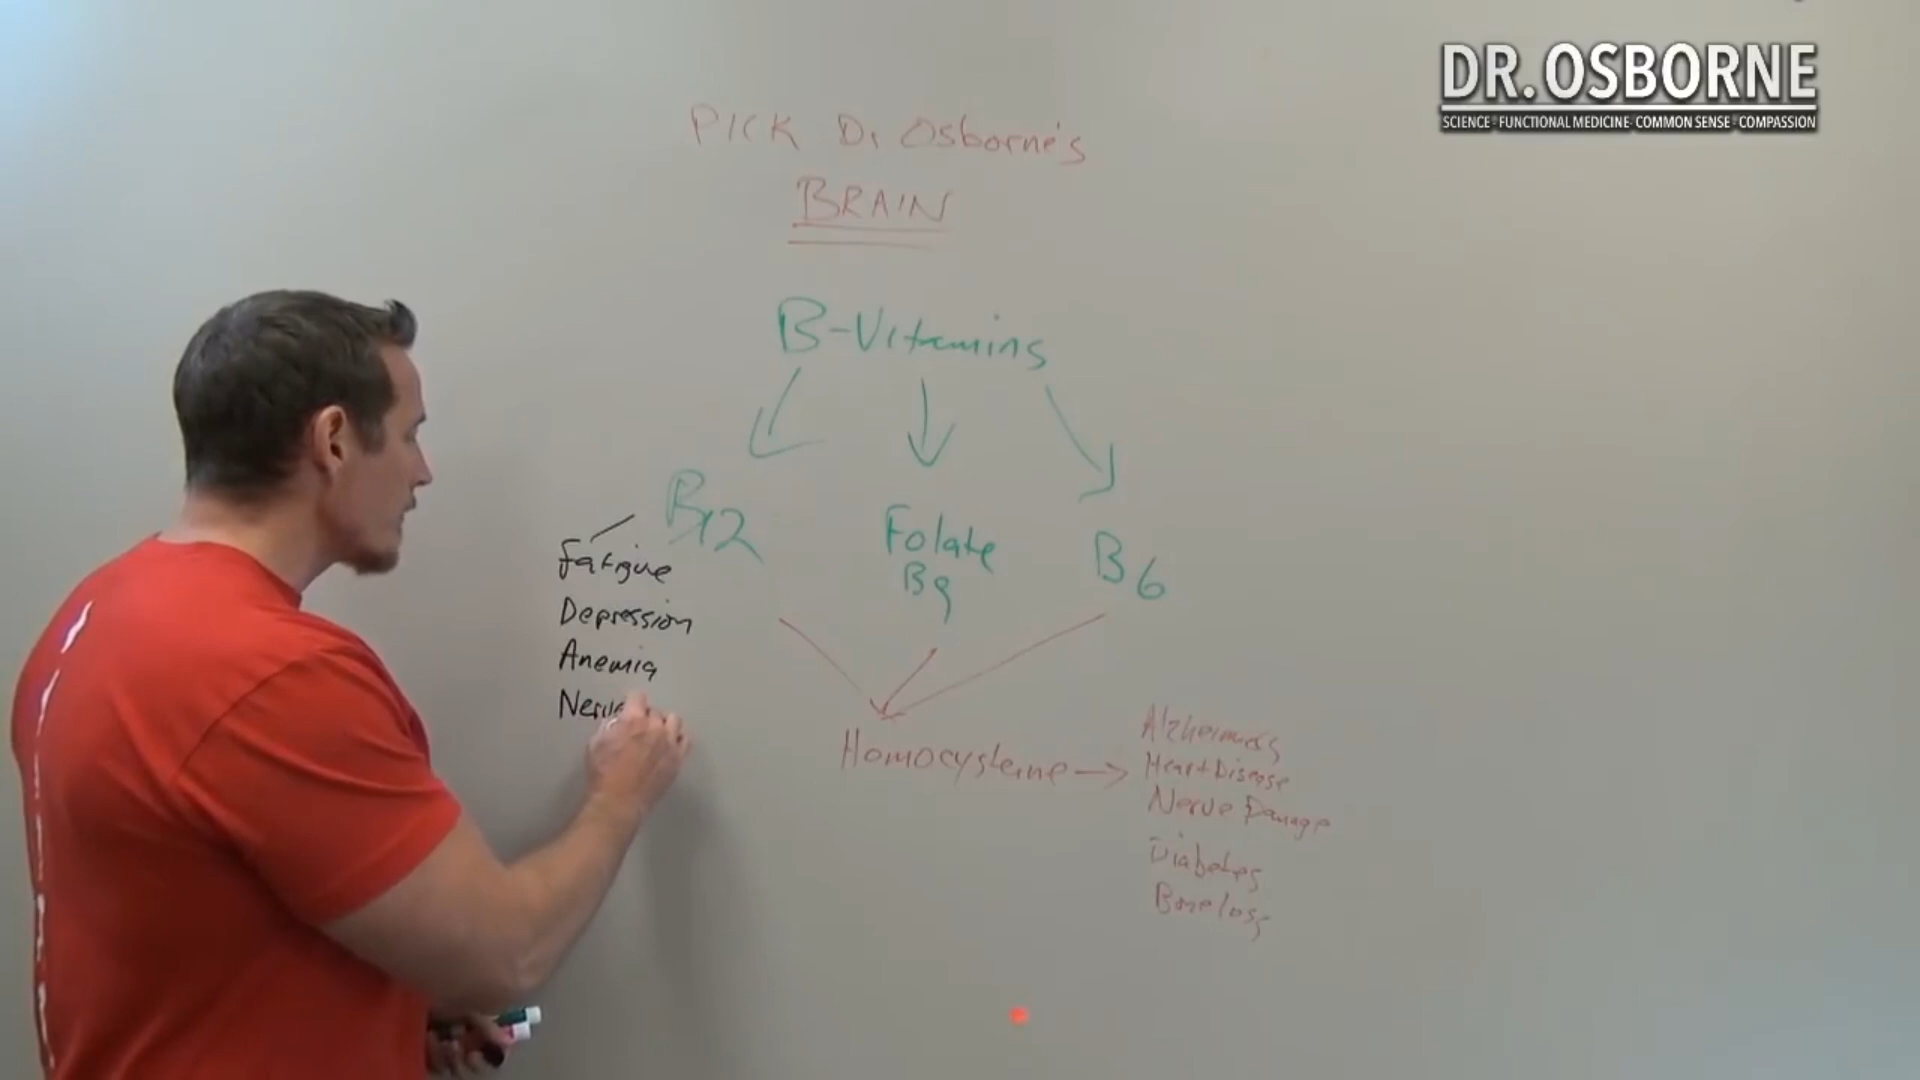 DR. OSBORNE
SCIENCE - FUNCTIONAL MEDICINE - COMMON SENSE - COMPASSION
PICK Dr Osborne's
BRAIN
B-Vitamins
B12
Folate
B9
B6
Fatigue
Depression
Anemia
Nerve
Homocysteine
Alzheimers
Heart Disease
Nerve Damage
Diabetes
Bone loss